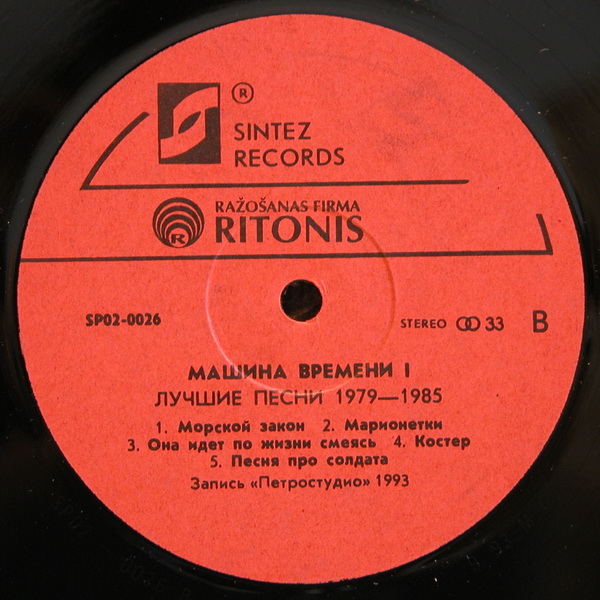 ®
SINTEZ
RECORDS
RAŽOŠANAS FIRMA
RITONIS
R
SP02-0026
STEREO 33 B
МАШИНА ВРЕМЕНИ I
ЛУЧШИЕ ПЕСНИ 1979—1985
1. Морской закон 2. Марионетки
3. Она идет по жизни смеясь 4. Костер
5. Песня про солдата
Запись «Петростудио» 1993